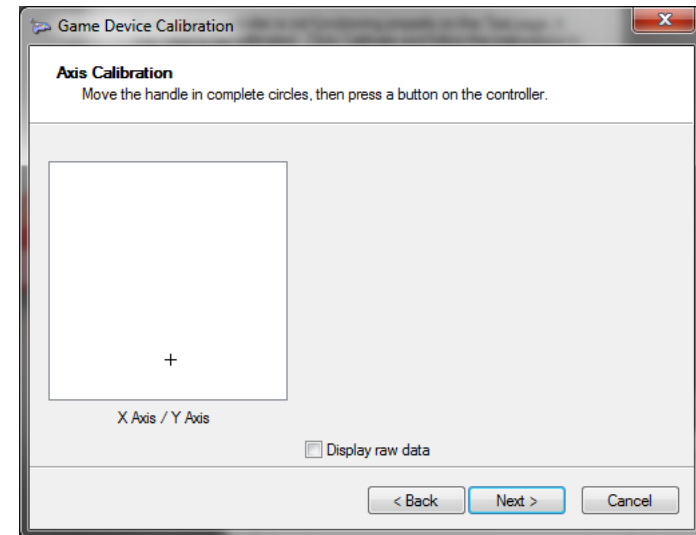 Game Device Calibration
Axis Calibration
Move the handle in complete circles, then press a button on the controller.
X Axis / Y Axis
Display raw data
< Back
Next >
Cancel